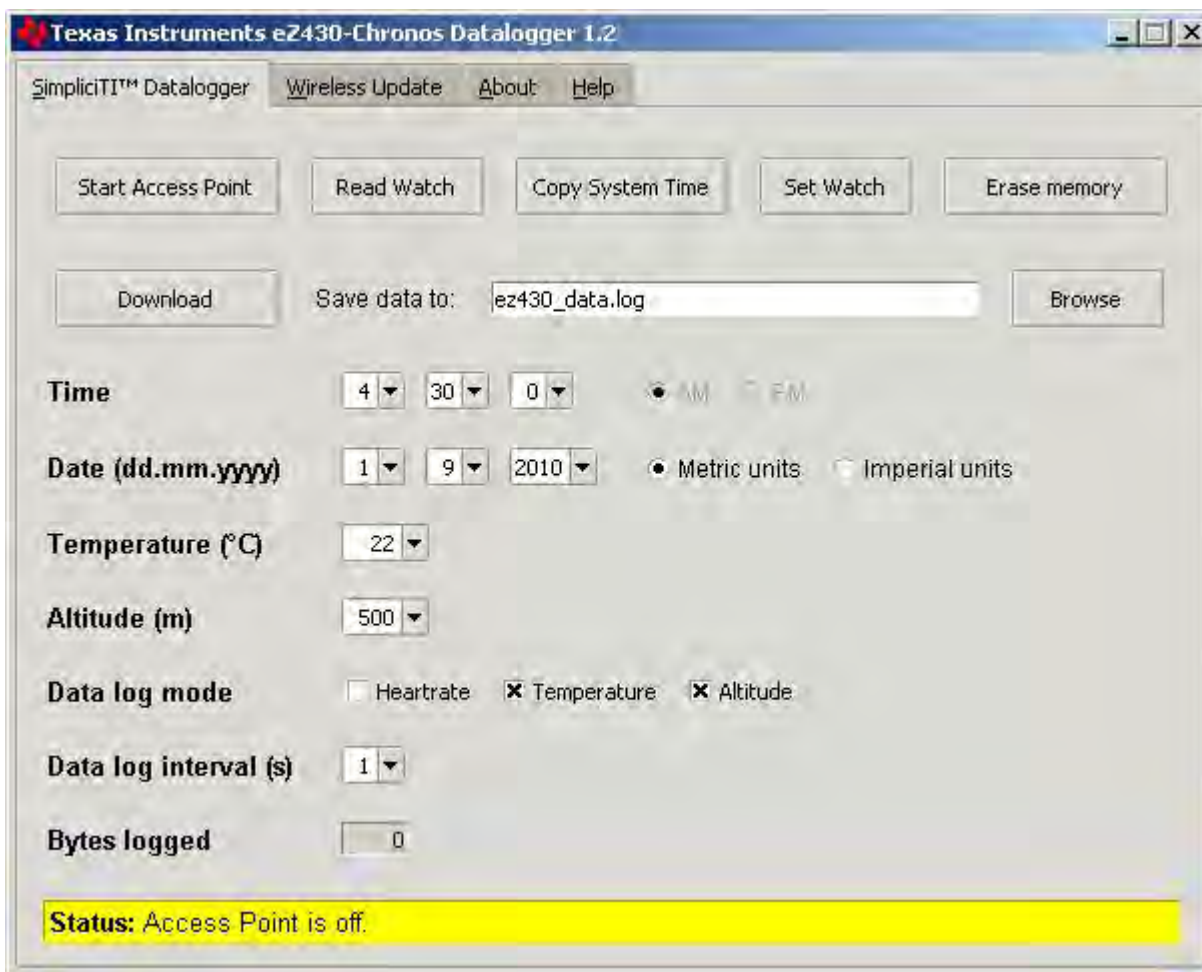 Texas Instruments eZ430-Chronos Datalogger 1.2
SimpliciTI™ Datalogger Wireless Update About Help
Start Access Point Read Watch Copy System Time Set Watch Erase memory
Download Save data to: ez430_data.log Browse
Time 4 30 0 AM PM
Date (dd.mm.yyyy) 1 9 2010 Metric units Imperial units
Temperature (°C) 22
Altitude (m) 500
Data log mode Heartrate Temperature Altitude
Data log interval (s) 1
Bytes logged 0
Status: Access Point is off.